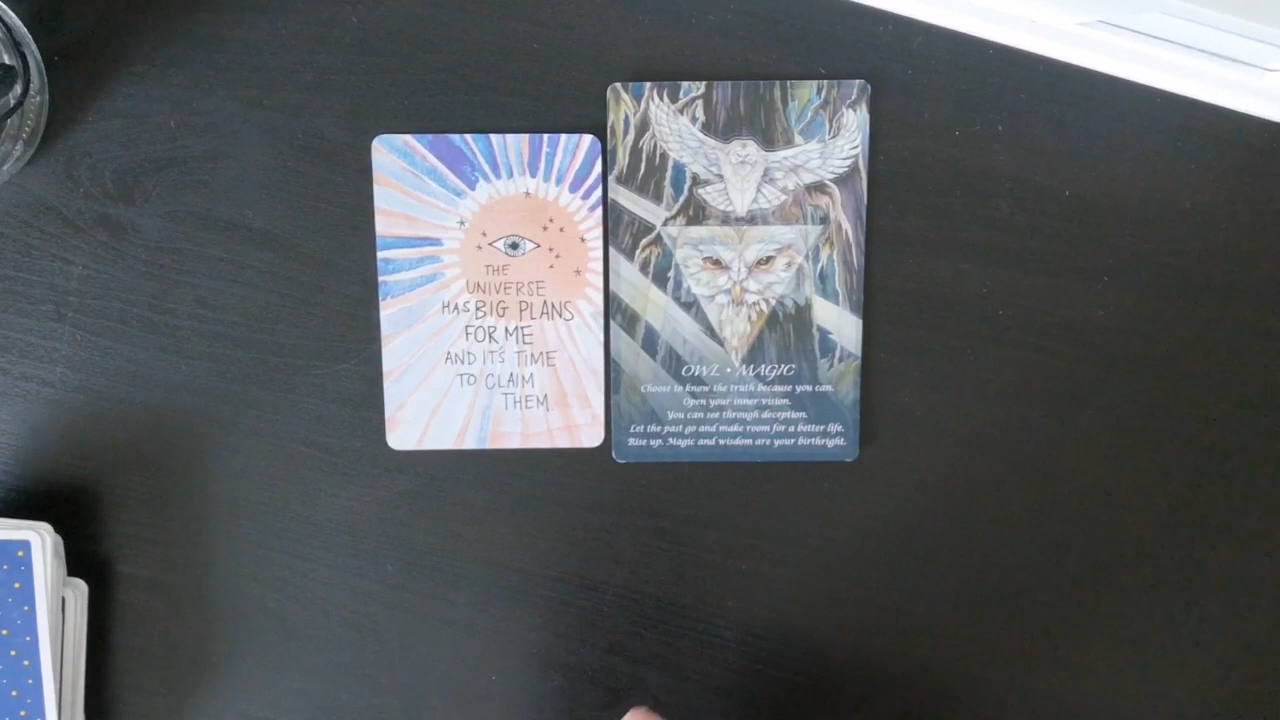 THE
UNIVERSE
HAS BIG PLANS
FOR ME
AND IT'S TIME
TO CLAIM
THEM.
OWL • MAGIC
Choose to know the truth because you can.
Open your inner vision.
You can see through deception.
Let the past go and make room for a better life.
Rise up. Magic and wisdom are your birthright.